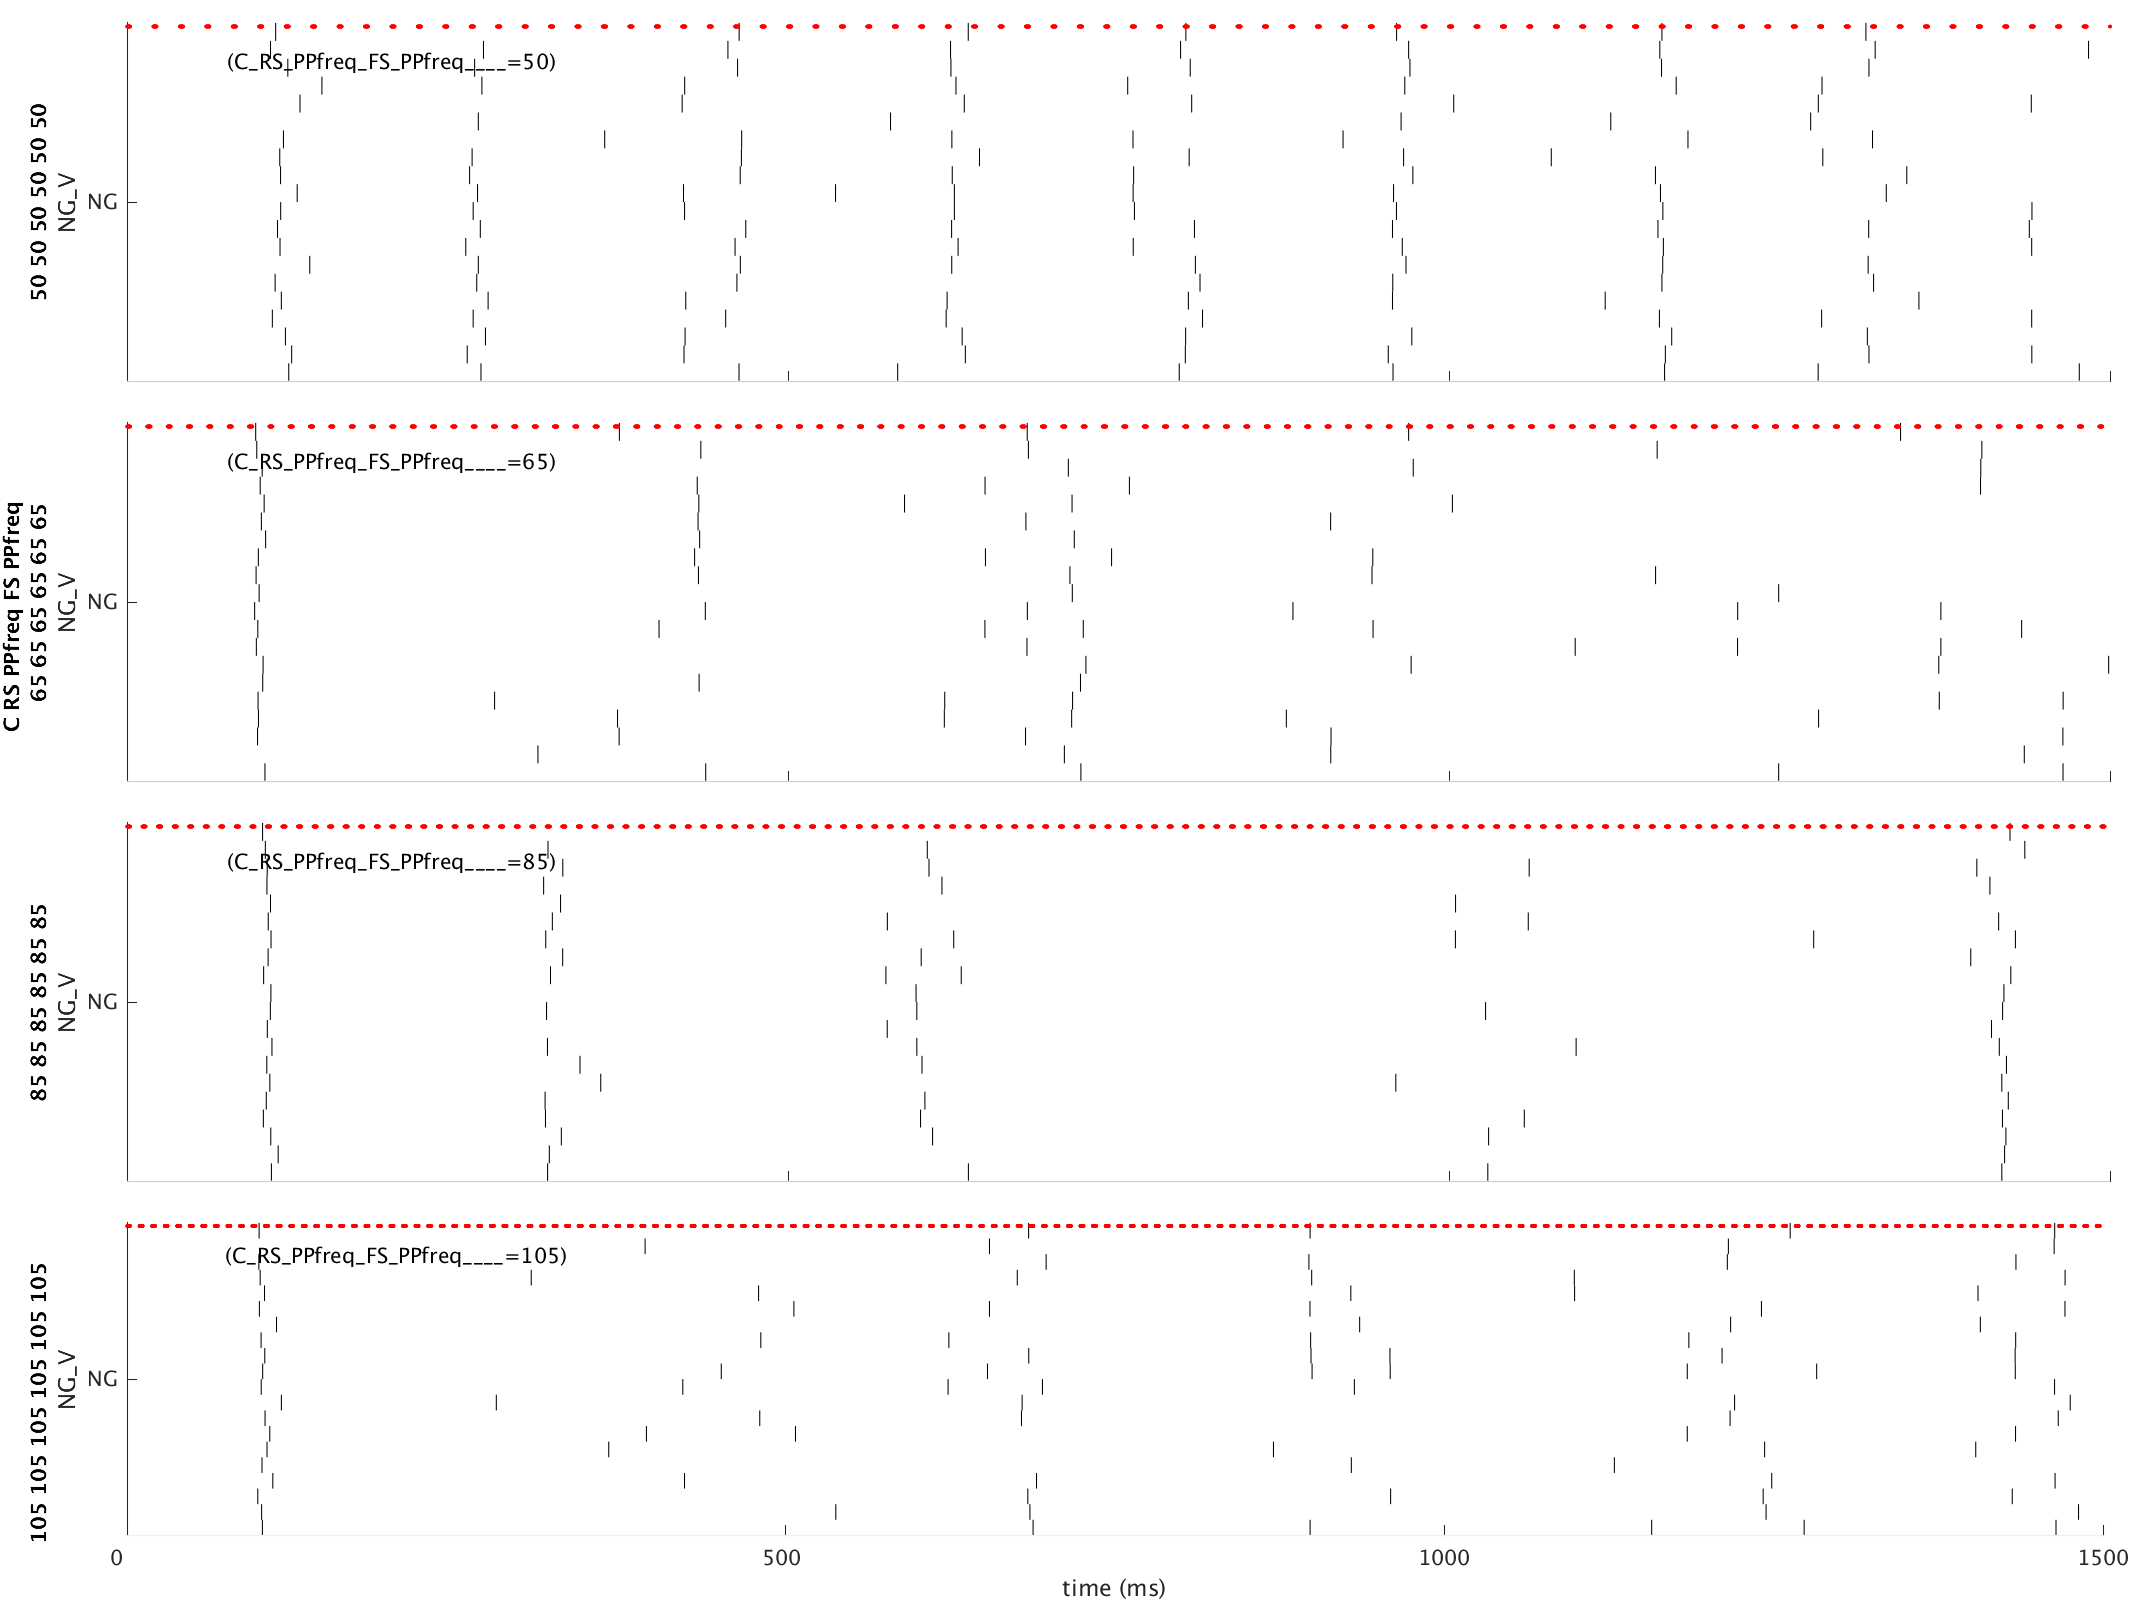 (C_RS_PPfreq_FS_PPfreq____=50)
50 50 50 50 50 50
NG_V
NG
(C_RS_PPfreq_FS_PPfreq____=65)
C RS PPfreq FS PPfreq
65 65 65 65 65 65
NG_V
NG
(C_RS_PPfreq_FS_PPfreq____=85)
85 85 85 85 85 85
NG_V
NG
(C_RS_PPfreq_FS_PPfreq____=105)
105 105 105 105 105 105
NG_V
NG
0 500 1000 1500
time (ms)